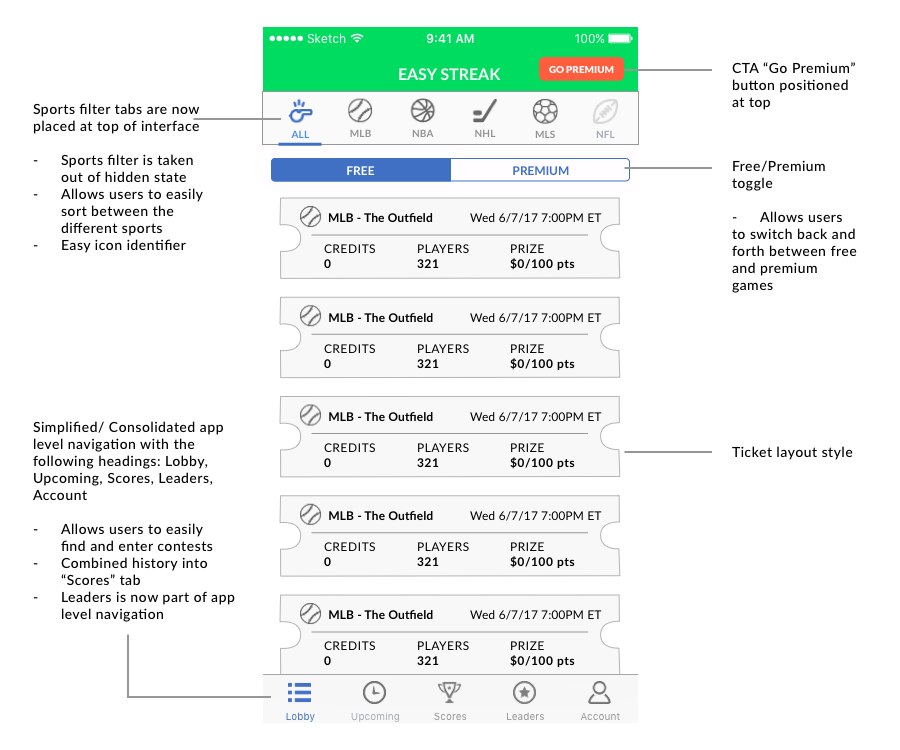 Sketch
9:41 AM
100%
EASY STREAK
GO PREMIUM
ALL
MLB
NBA
NHL
MLS
NFL
FREE
PREMIUM
MLB - The Outfield
Wed 6/7/17 7:00PM ET
CREDITS
PLAYERS
PRIZE
0
321
$0/100 pts
MLB - The Outfield
Wed 6/7/17 7:00PM ET
CREDITS
PLAYERS
PRIZE
0
321
$0/100 pts
MLB - The Outfield
Wed 6/7/17 7:00PM ET
CREDITS
PLAYERS
PRIZE
0
321
$0/100 pts
MLB - The Outfield
Wed 6/7/17 7:00PM ET
CREDITS
PLAYERS
PRIZE
0
321
$0/100 pts
MLB - The Outfield
Wed 6/7/17 7:00PM ET
CREDITS
PLAYERS
PRIZE
0
321
$0/100 pts
Lobby
Upcoming
Scores
Leaders
Account
Sports filter tabs are now
placed at top of interface
- Sports filter is taken
out of hidden state
- Allows users to easily
sort between the
different sports
- Easy icon identifier
Simplified/ Consolidated app
level navigation with the
following headings: Lobby,
Upcoming, Scores, Leaders,
Account
- Allows users to easily
find and enter contests
- Combined history into
“Scores” tab
- Leaders is now part of app
level navigation
CTA “Go Premium”
button positioned
at top
Free/Premium
toggle
- Allows users
to switch back and
forth between free
and premium
games
Ticket layout style